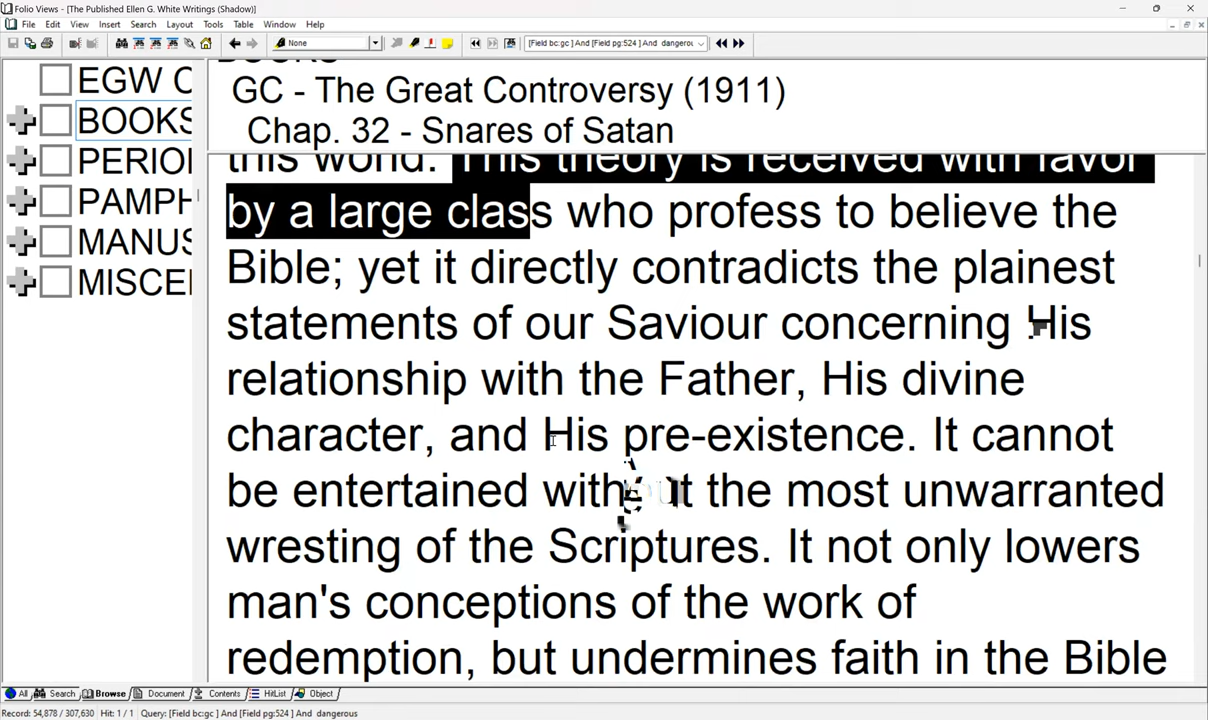 Folio Views - [The Published Ellen G. White Writings (Shadow)]
File Edit View Insert Search Layout Tools Table Window Help
None
[Field bc:gc ] And [Field pg:524 ] And dangerou
EGW C
BOOKS
PERIO
PAMPH
MANUS
MISCEL
BOOKS
GC - The Great Controversy (1911)
Chap. 32 - Snares of Satan
this world. This theory is received with favor
by a large class who profess to believe the
Bible; yet it directly contradicts the plainest
statements of our Saviour concerning His
relationship with the Father, His divine
character, and His pre-existence. It cannot
be entertained without the most unwarranted
wresting of the Scriptures. It not only lowers
man's conceptions of the work of
redemption, but undermines faith in the Bible
All Search Browse Document Contents HitList Object
Record: 54,878 / 307,630 Hit: 1 / 1 Query: [Field bc:gc ] And [Field pg:524 ] And dangerous